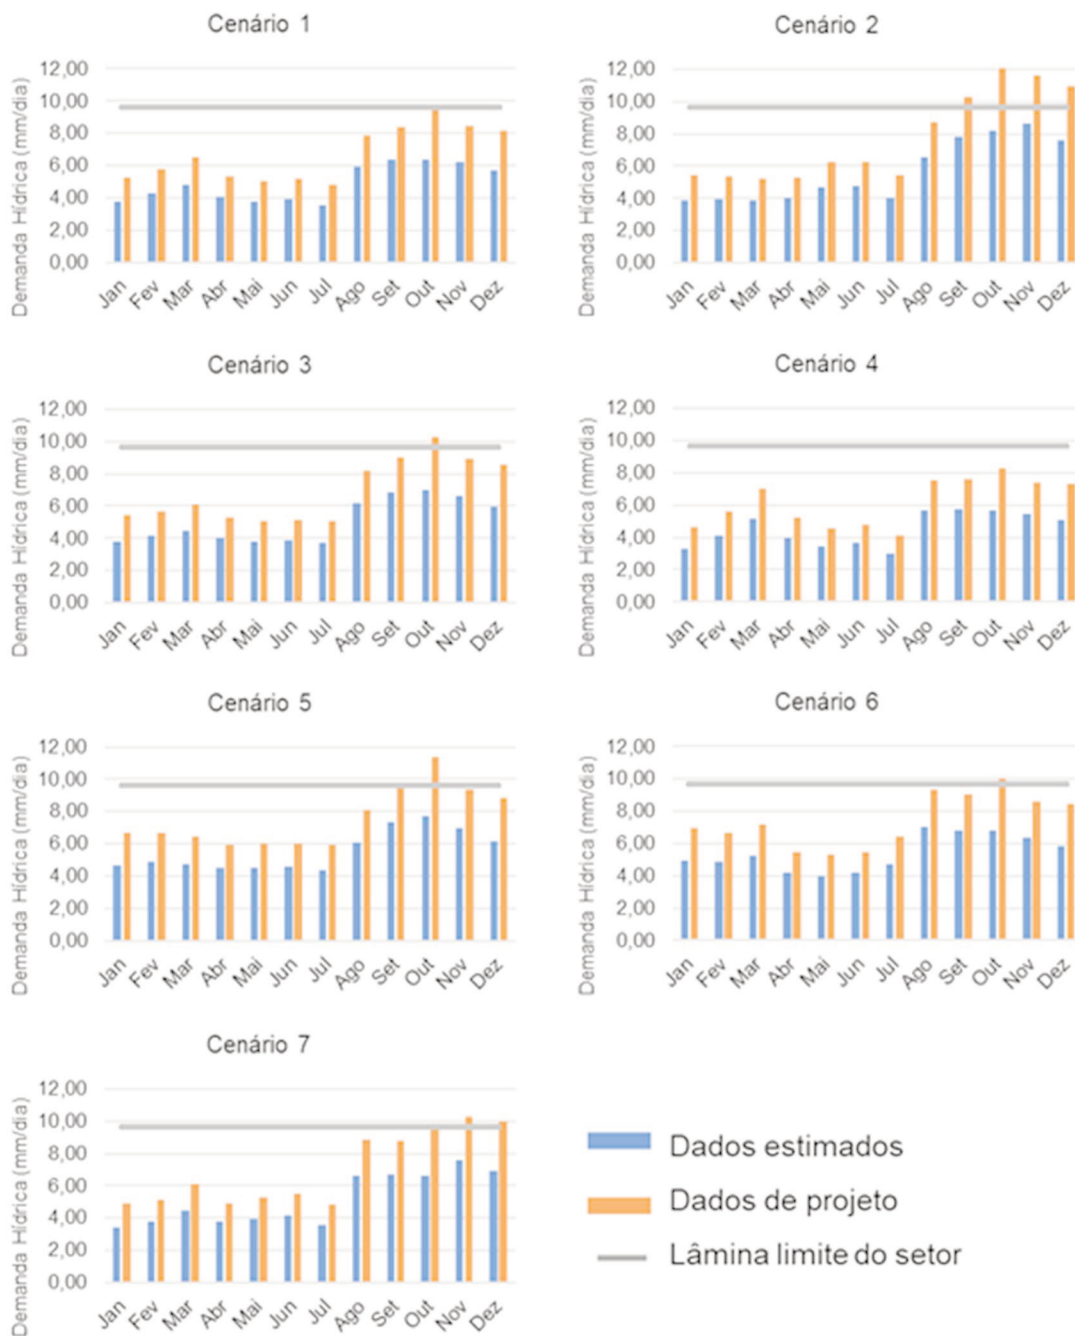 Cenário 1
Demanda Hídrica (mm/dia)
12,00
10,00
8,00
6,00
4,00
2,00
0,00
Jan Fev Mar Abr Mai Jun Jul Ago Set Out Nov Dez
Cenário 2
Demanda Hídrica (mm/dia)
12,00
10,00
8,00
6,00
4,00
2,00
0,00
Jan Fev Mar Abr Mai Jun Jul Ago Set Out Nov Dez
Cenário 3
Demanda Hídrica (mm/dia)
12,00
10,00
8,00
6,00
4,00
2,00
0,00
Jan Fev Mar Abr Mai Jun Jul Ago Set Out Nov Dez
Cenário 4
Demanda Hídrica (mm/dia)
12,00
10,00
8,00
6,00
4,00
2,00
0,00
Jan Fev Mar Abr Mai Jun Jul Ago Set Out Nov Dez
Cenário 5
Demanda Hídrica (mm/dia)
12,00
10,00
8,00
6,00
4,00
2,00
0,00
Jan Fev Mar Abr Mai Jun Jul Ago Set Out Nov Dez
Cenário 6
Demanda Hídrica (mm/dia)
12,00
10,00
8,00
6,00
4,00
2,00
0,00
Jan Fev Mar Abr Mai Jun Jul Ago Set Out Nov Dez
Cenário 7
Demanda Hídrica (mm/dia)
12,00
10,00
8,00
6,00
4,00
2,00
0,00
Jan Fev Mar Abr Mai Jun Jul Ago Set Out Nov Dez
Dados estimados
Dados de projeto
Lâmina limite do setor